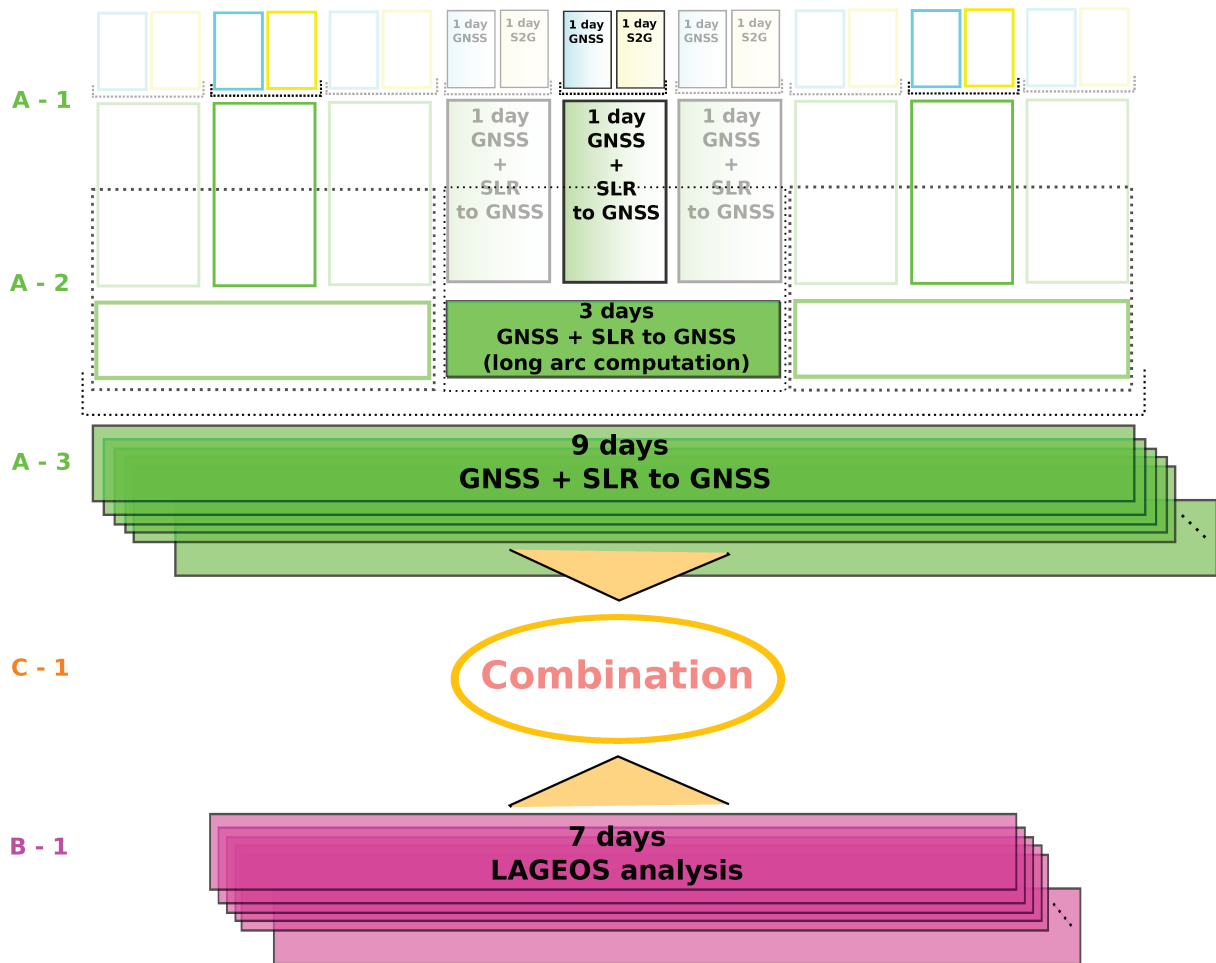 1 day
GNSS
1 day
S2G
1 day
GNSS
1 day
S2G
1 day
GNSS
1 day
S2G
A - 1
1 day
GNSS
+
SLR
to GNSS
1 day
GNSS
+
SLR
to GNSS
1 day
GNSS
+
SLR
to GNSS
A - 2
3 days
GNSS + SLR to GNSS
(long arc computation)
A - 3
9 days
GNSS + SLR to GNSS
C - 1
Combination
B - 1
7 days
LAGEOS analysis